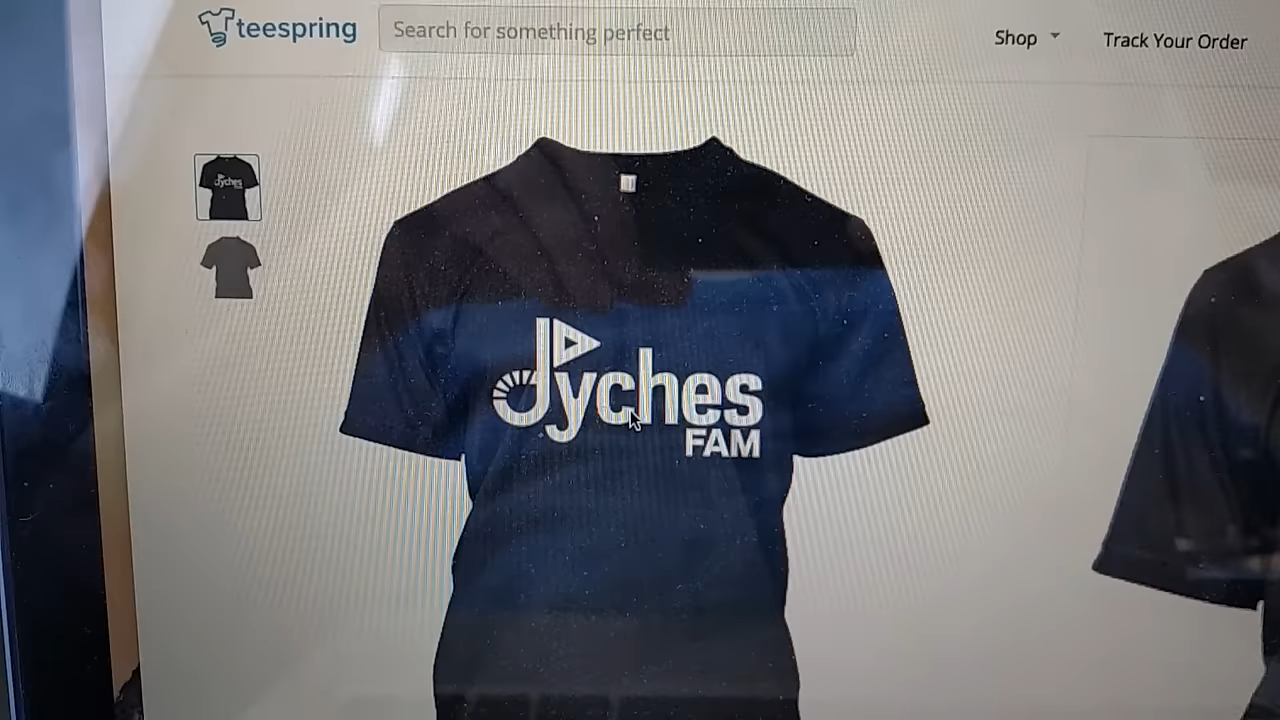 teespring
Search for something perfect
Shop
Track Your Order
Dyches
FAM